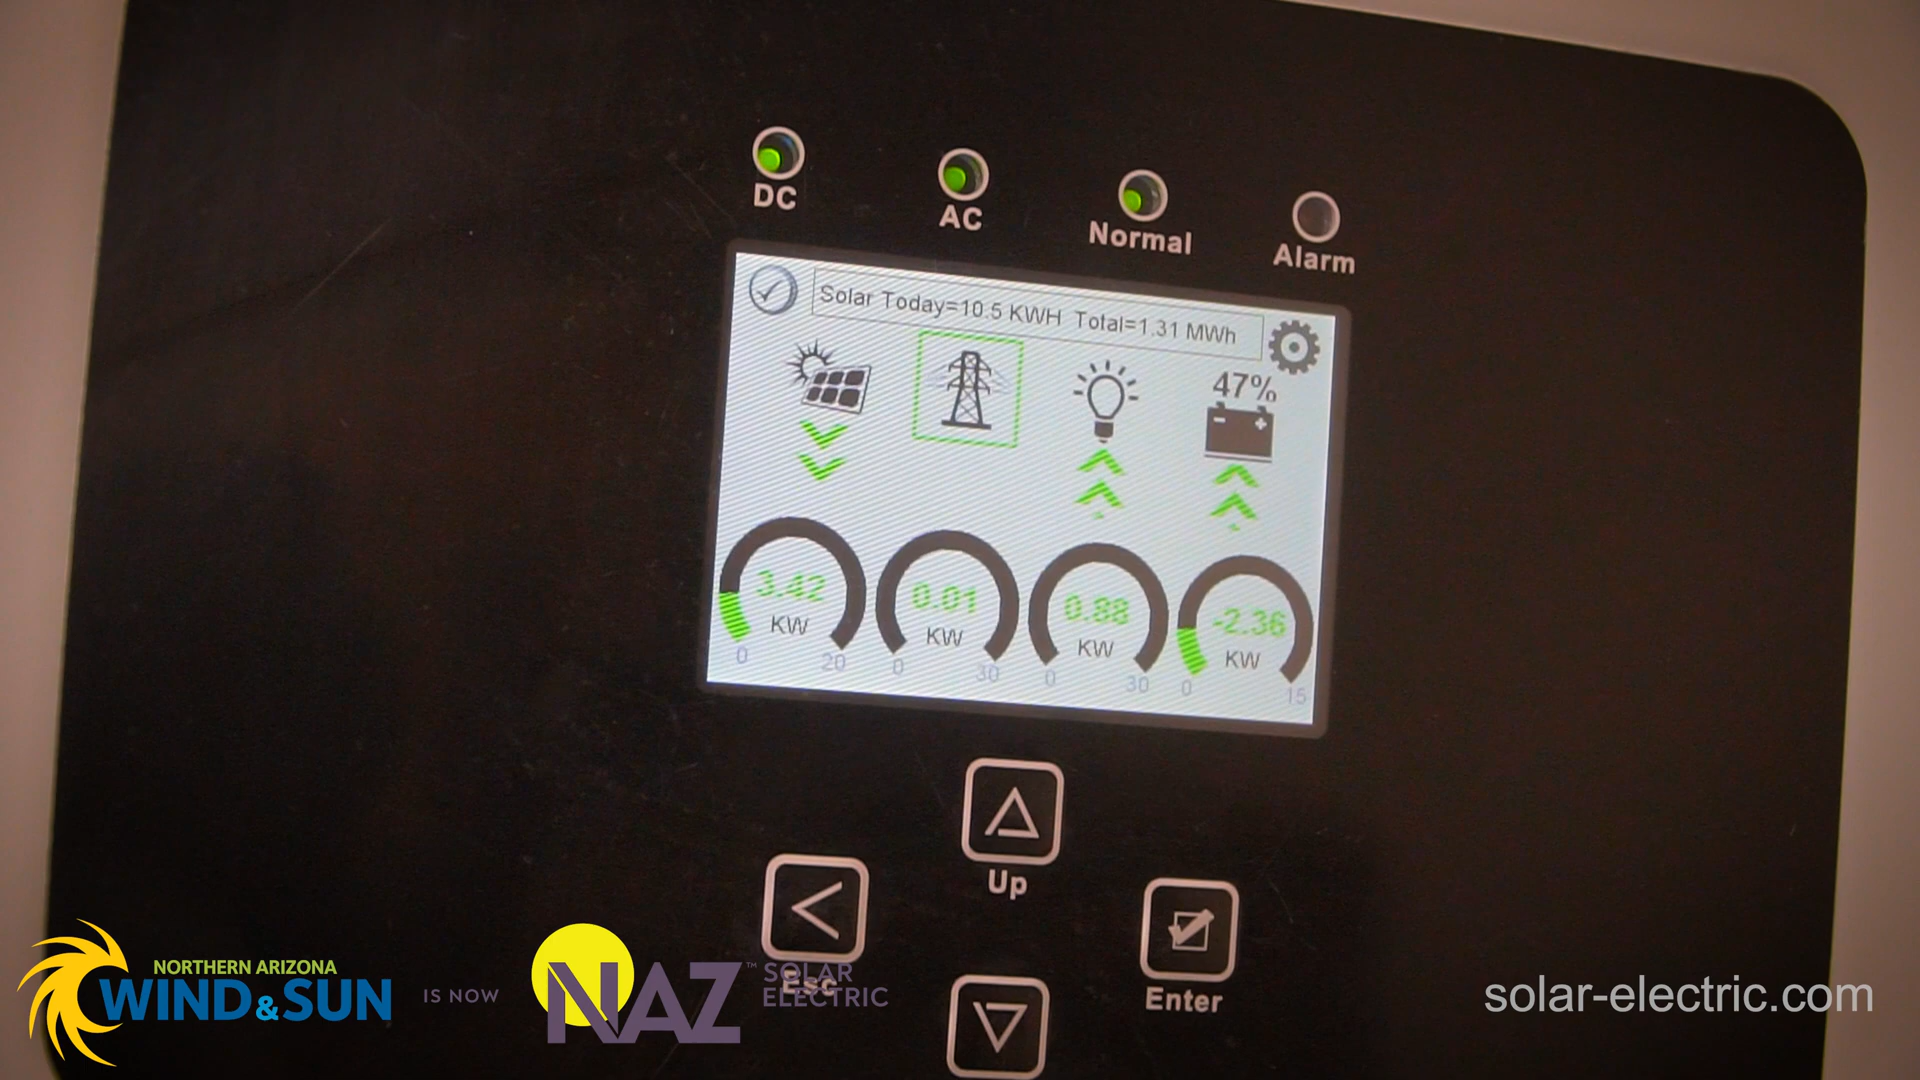 DC
AC
Normal
Alarm
Solar Today=10.5 KWH Total=1.31 MWh
47%
3.42
KW
0 20
0.01
KW
0 30
0.88
KW
0 30
-2.36
KW
0 15
Up
Esc
Enter
NORTHERN ARIZONA
WIND&SUN
IS NOW
NAZ™ SOLAR
ELECTRIC
solar-electric.com